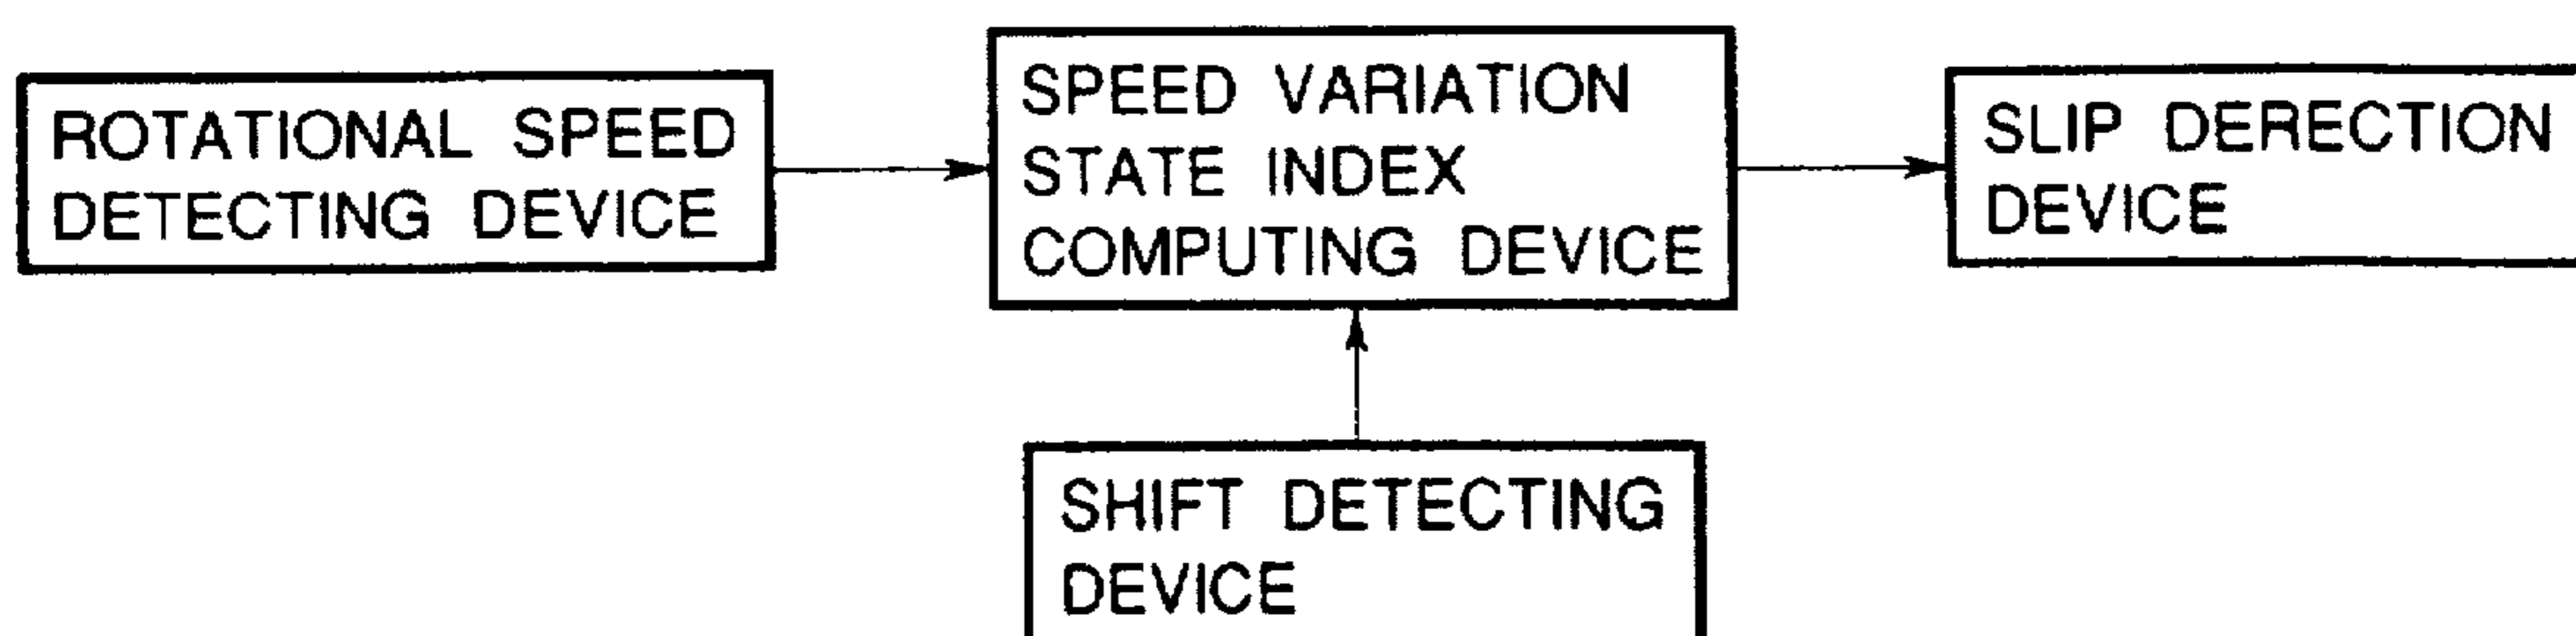 ROTATIONAL SPEED
DETECTING DEVICE
SPEED VARIATION
STATE INDEX
COMPUTING DEVICE
SLIP DERECTION
DEVICE
SHIFT DETECTING
DEVICE